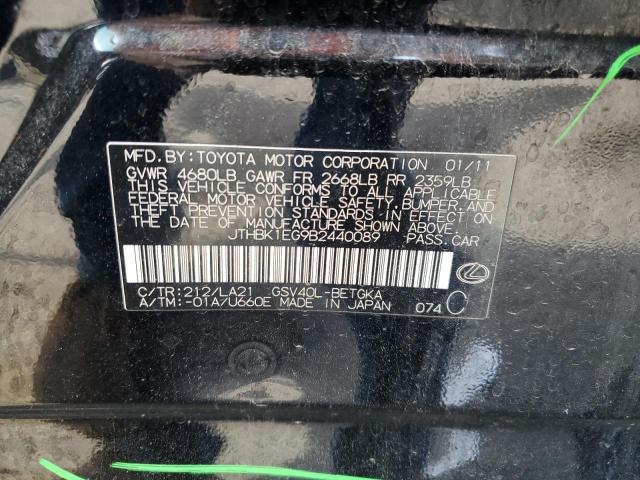 MFD. BY: TOYOTA MOTOR CORPORATION 01/11
GVWR 4680LB GAWR FR 2668LB RR 2359LB
THIS VEHICLE CONFORMS TO ALL APPLICABLE
FEDERAL MOTOR VEHICLE SAFETY, BUMPER, AND
THEFT PREVENTION STANDARDS IN EFFECT ON
THE DATE OF MANUFACTURE SHOWN ABOVE.
JTHBK1EG9B2440089 PASS. CAR
C/TR: 212/LA21 GSV40L-BETGKA
A/TM: -01A/U660E MADE IN JAPAN 074 C